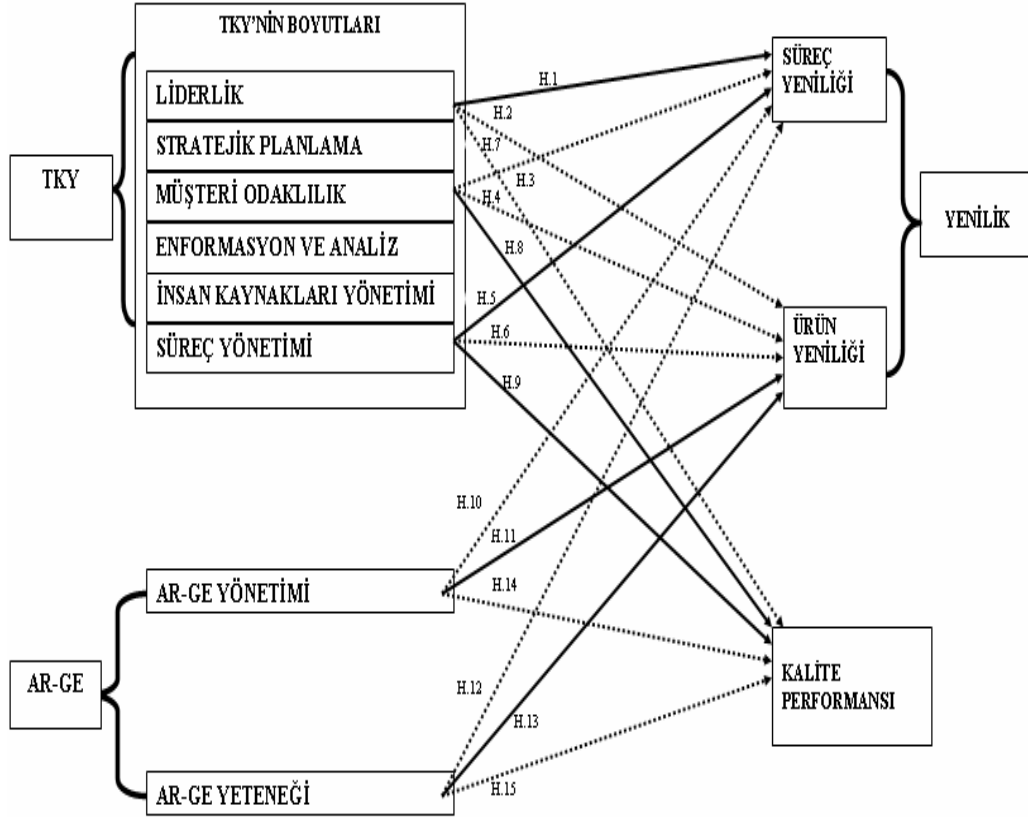 TKY'NİN BOYUTLARI
LİDERLİK
STRATEJİK PLANLAMA
MÜŞTERİ ODAKLILIK
ENFORMASYON VE ANALİZ
İNSAN KAYNAKLARI YÖNETİMİ
SÜREÇ YÖNETİMİ
TKY
H.1
H.2
H.7
H.3
H.4
H.8
H.5
H.6
H.9
SÜREÇ
YENİLİĞİ
YENİLİK
ÜRÜN
YENİLİĞİ
H.10
H.11
H.14
AR-GE YÖNETİMİ
AR-GE
H.12
H.13
H.15
AR-GE YETENEĞİ
KALİTE
PERFORMANSI